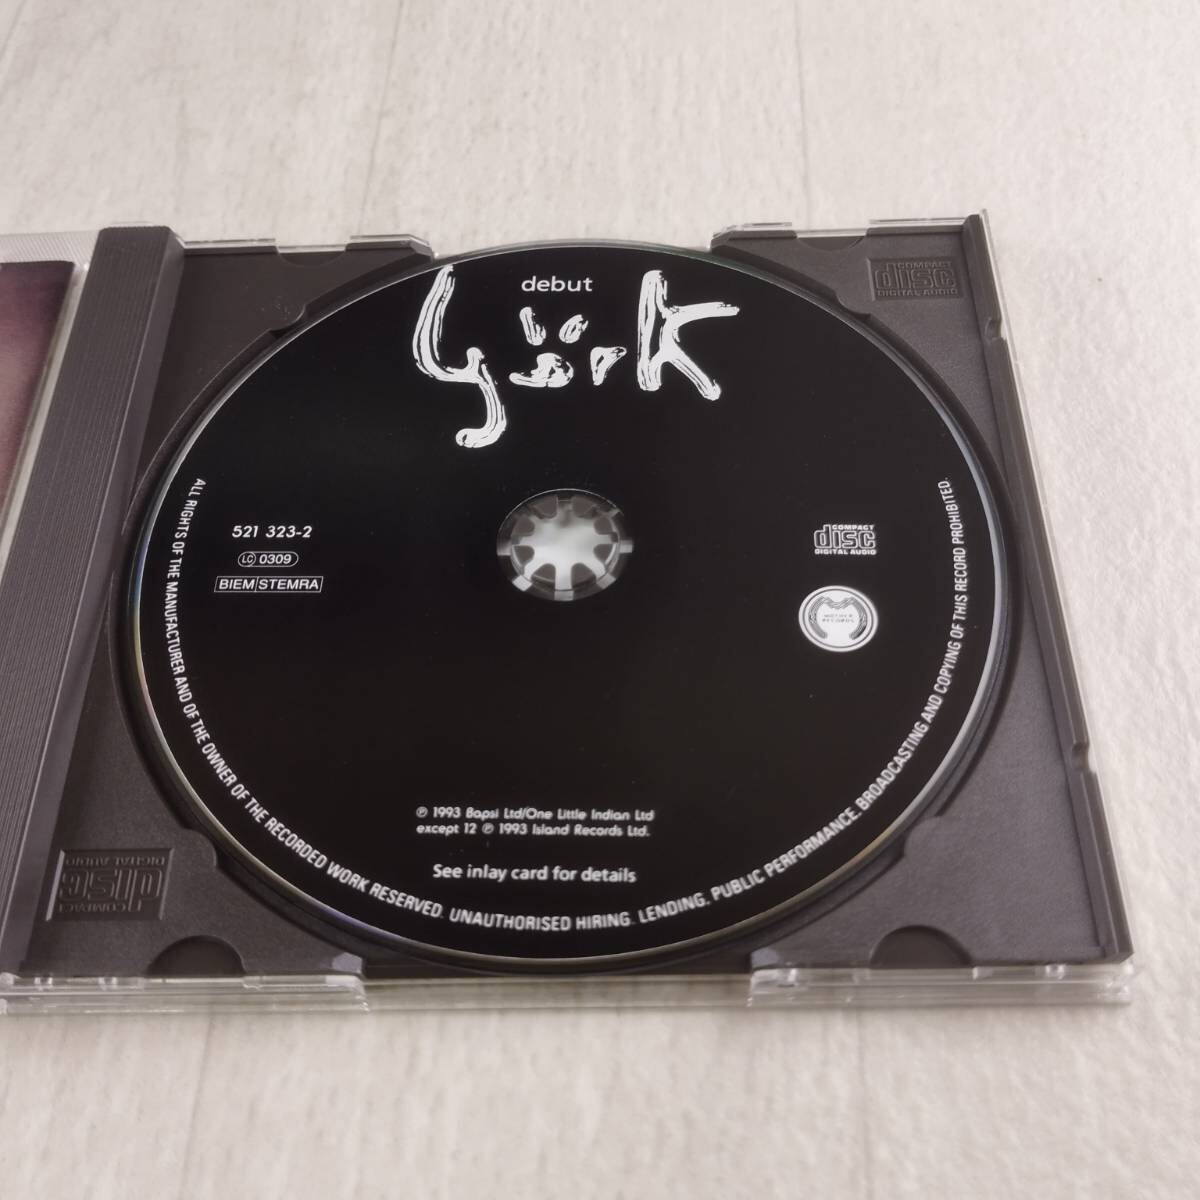 debut
björk
521 323-2
LC 0309
BIEM/STEMRA
COMPACT
disc
DIGITAL AUDIO
MOTHER
RECORDS
℗ 1993 Bapsi Ltd/One Little Indian Ltd
except 12 ℗ 1993 Island Records Ltd.
See inlay card for details
ALL RIGHTS OF THE MANUFACTURER AND OF THE OWNER OF THE RECORDED WORK RESERVED. UNAUTHORISED HIRING. LENDING. PUBLIC PERFORMANCE. BROADCASTING AND COPYING OF THIS RECORD PROHIBITED.
COMPACT
disc
DIGITAL AUDIO
COMPACT
disc
DIGITAL AUDIO